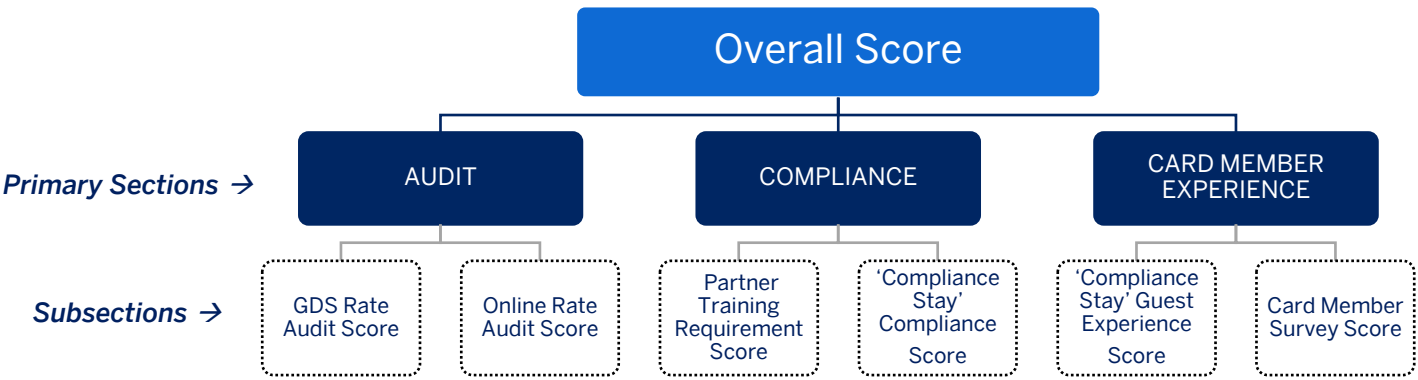 Overall Score
Primary Sections →
AUDIT
COMPLIANCE
CARD MEMBER
EXPERIENCE
Subsections →
GDS Rate
Audit Score
Online Rate
Audit Score
Partner
Training
Requirement
Score
‘Compliance
Stay’
Compliance
Score
‘Compliance
Stay’ Guest
Experience
Score
Card Member
Survey Score